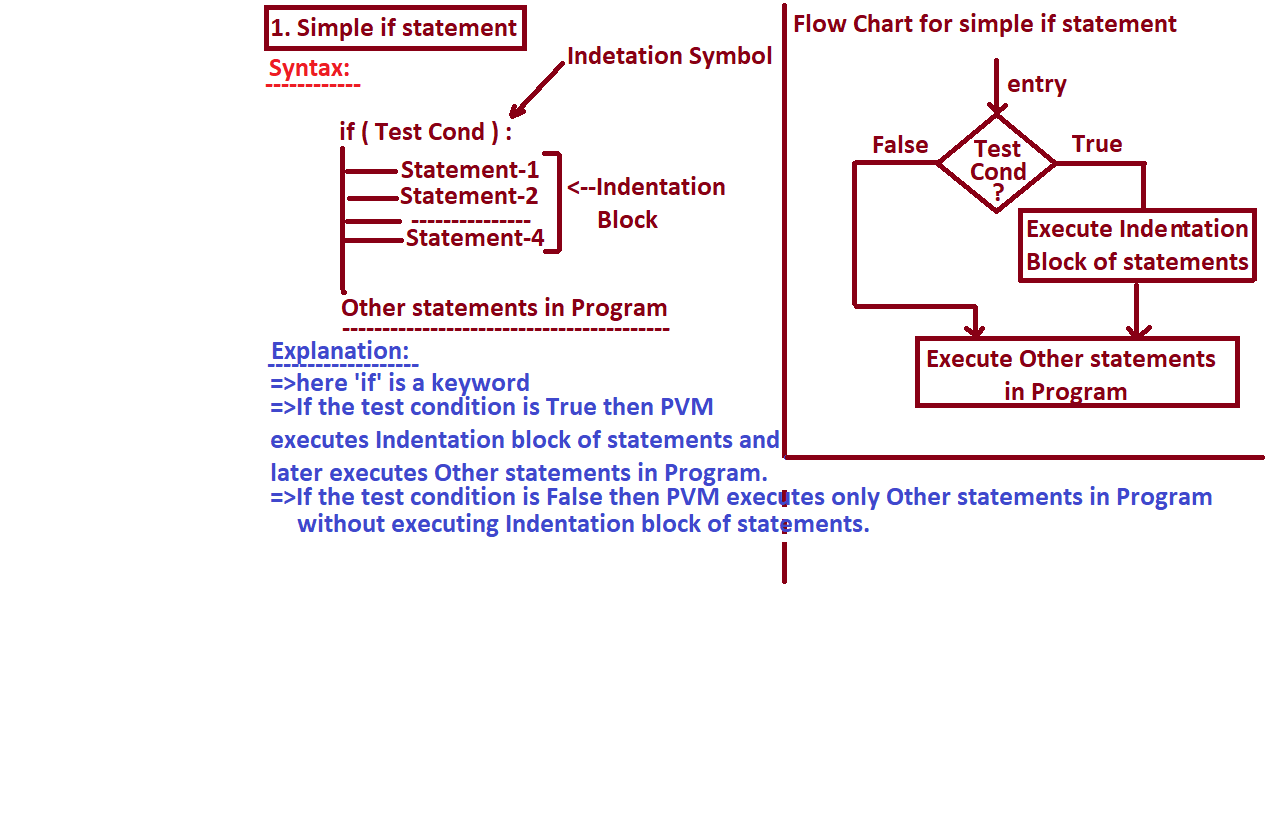 1. Simple if statement
Syntax:
------------
Indetation Symbol
if ( Test Cond ) :
Statement-1
Statement-2
---------------
Statement-4
<--Indentation
Block
Other statements in Program
-----------------------------------------
Explanation:
-------------------
=>here 'if' is a keyword
=>If the test condition is True then PVM
executes Indentation block of statements and
later executes Other statements in Program.
=>If the test condition is False then PVM executes only Other statements in Program
without executing Indentation block of statements.
Flow Chart for simple if statement
entry
False
True
Test
Cond
?
Execute Indentation
Block of statements
Execute Other statements
in Program